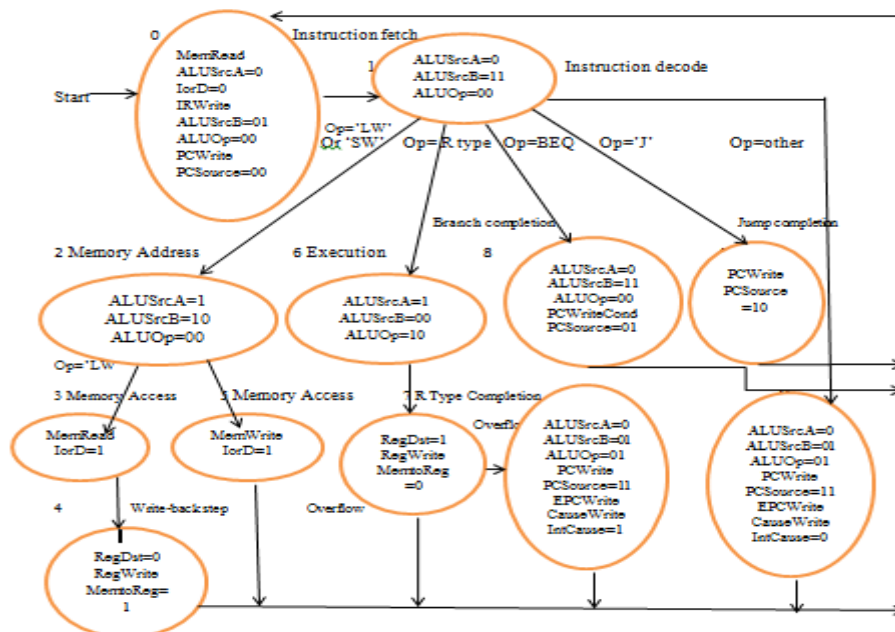 0
Instruction fetch
MemRead
ALUSrcA=0
IorD=0
IRWrite
ALUSrcB=01
ALUOp=00
PCWrite
PCSource=00
Start
1
ALUSrcA=0
ALUSrcB=11
ALUOp=00
Instruction decode
Op='LW'
Or 'SW'
Op= R type
Op=BEQ
Op='J'
Op=other
Branch completion
Jump completion
2 Memory Address
6 Execution
8
ALUSrcA=1
ALUSrcB=10
ALUOp=00
ALUSrcA=1
ALUSrcB=00
ALUOp=10
ALUSrcA=0
ALUSrcB=11
ALUOp=00
PCWriteCond
PCSource=01
PCWrite
PCSource
=10
Op='LW
3 Memory Access
Memory Access
7 R Type Completion
MemRead
IorD=1
MemWrite
IorD=1
RegDst=1
RegWrite
MemtoReg
=0
ALUSrcA=0
ALUSrcB=01
ALUOp=01
PCWrite
PCSource=11
EPCWrite
CauseWrite
IntCause=1
ALUSrcA=0
ALUSrcB=01
ALUOp=01
PCWrite
PCSource=11
EPCWrite
CauseWrite
IntCause=0
4
Write-back step
Overflow
RegDst=0
RegWrite
MemtoReg=
1